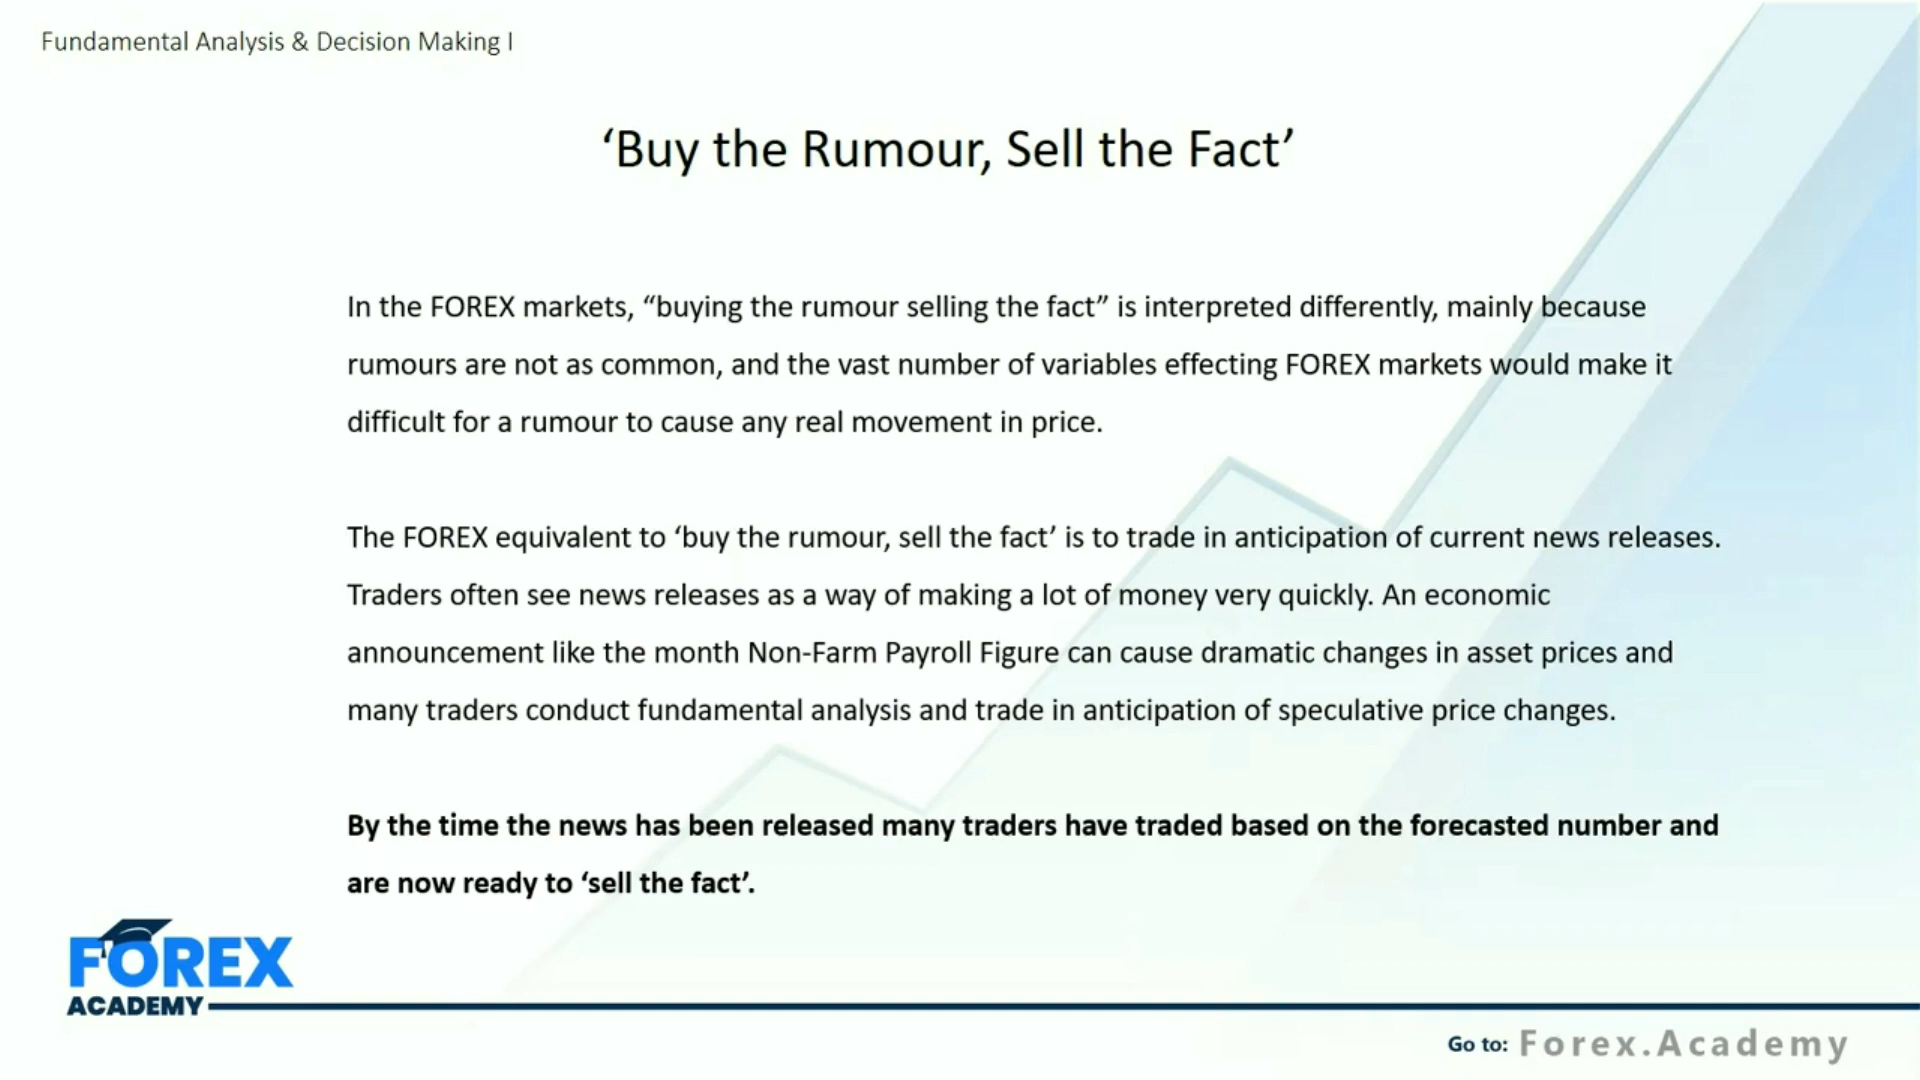 Fundamental Analysis & Decision Making I
‘Buy the Rumour, Sell the Fact’
In the FOREX markets, “buying the rumour selling the fact” is interpreted differently, mainly because
rumours are not as common, and the vast number of variables effecting FOREX markets would make it
difficult for a rumour to cause any real movement in price.
The FOREX equivalent to ‘buy the rumour, sell the fact’ is to trade in anticipation of current news releases.
Traders often see news releases as a way of making a lot of money very quickly. An economic
announcement like the month Non-Farm Payroll Figure can cause dramatic changes in asset prices and
many traders conduct fundamental analysis and trade in anticipation of speculative price changes.
By the time the news has been released many traders have traded based on the forecasted number and
are now ready to ‘sell the fact’.
FOREX
ACADEMY
Go to: Forex.Academy